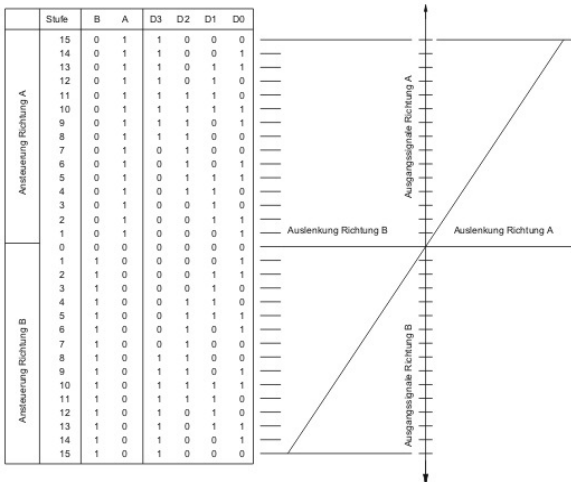 Stufe B A D3 D2 D1 D0
Ansteuerung Richtung A
15 0 1 1 0 0 0
14 0 1 1 0 0 1
13 0 1 1 0 1 1
12 0 1 1 0 1 0
11 0 1 1 1 1 0
10 0 1 1 1 1 1
9 0 1 1 1 0 1
8 0 1 1 1 0 0
7 0 1 0 1 0 0
6 0 1 0 1 0 1
5 0 1 0 1 1 1
4 0 1 0 1 1 0
3 0 1 0 0 1 0
2 0 1 0 0 1 1
1 0 1 0 0 0 1
0 0 0 0 0 0 0
Ansteuerung Richtung B
1 1 0 0 0 0 1
2 1 0 0 0 1 1
3 1 0 0 0 1 0
4 1 0 0 1 1 0
5 1 0 0 1 1 1
6 1 0 0 1 0 1
7 1 0 0 1 0 0
8 1 0 1 1 0 0
9 1 0 1 1 0 1
10 1 0 1 1 1 1
11 1 0 1 1 1 0
12 1 0 1 0 1 0
13 1 0 1 0 1 1
14 1 0 1 0 0 1
15 1 0 1 0 0 0
Ausgangssignale Richtung A
Auslenkung Richtung B
Auslenkung Richtung A
Ausgangssignale Richtung B